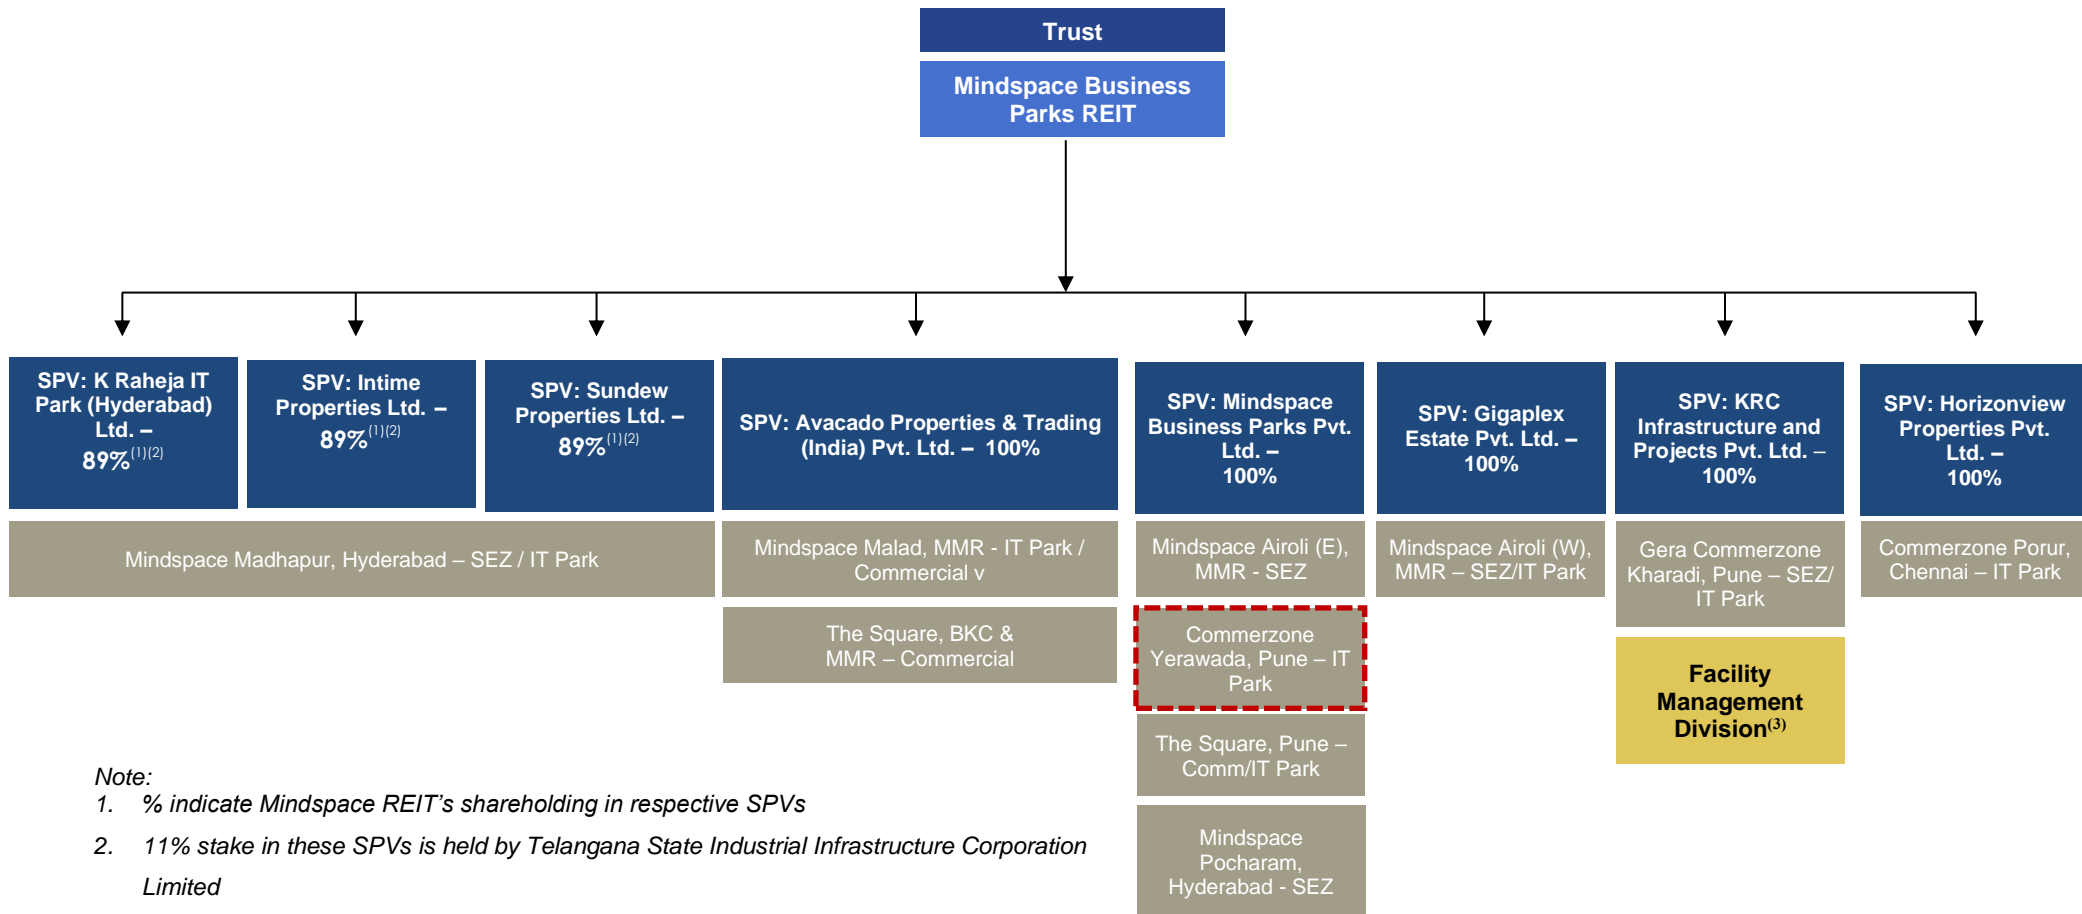 Trust
Mindspace Business
Parks REIT
SPV: K Raheja IT
Park (Hyderabad)
Ltd. –
89%(1)(2)
SPV: Intime
Properties Ltd. –
89%(1)(2)
SPV: Sundew
Properties Ltd. –
89%(1)(2)
SPV: Avacado Properties & Trading
(India) Pvt. Ltd. – 100%
SPV: Mindspace
Business Parks Pvt.
Ltd. –
100%
SPV: Gigaplex
Estate Pvt. Ltd. –
100%
SPV: KRC
Infrastructure and
Projects Pvt. Ltd. –
100%
SPV: Horizonview
Properties Pvt.
Ltd. –
100%
Mindspace Madhapur, Hyderabad – SEZ / IT Park
Mindspace Malad, MMR - IT Park /
Commercial v
The Square, BKC &
MMR – Commercial
Mindspace Airoli (E),
MMR - SEZ
Commerzone
Yerawada, Pune – IT
Park
The Square, Pune –
Comm/IT Park
Mindspace
Pocharam,
Hyderabad - SEZ
Mindspace Airoli (W),
MMR – SEZ/IT Park
Gera Commerzone
Kharadi, Pune – SEZ/
IT Park
Facility
Management
Division(3)
Commerzone Porur,
Chennai – IT Park
Note:
1. % indicate Mindspace REIT's shareholding in respective SPVs
2. 11% stake in these SPVs is held by Telangana State Industrial Infrastructure Corporation
Limited